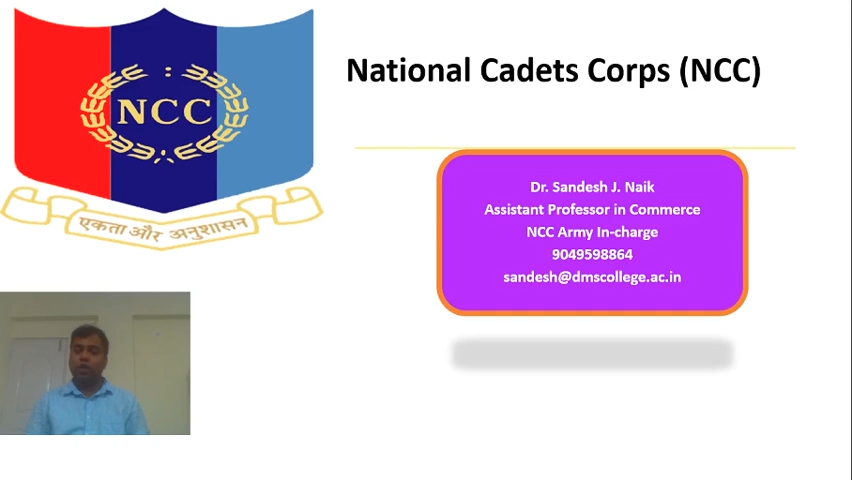 NCC
एकता और अनुशासन
National Cadets Corps (NCC)
Dr. Sandesh J. Naik
Assistant Professor in Commerce
NCC Army In-charge
9049598864
sandesh@dmscollege.ac.in